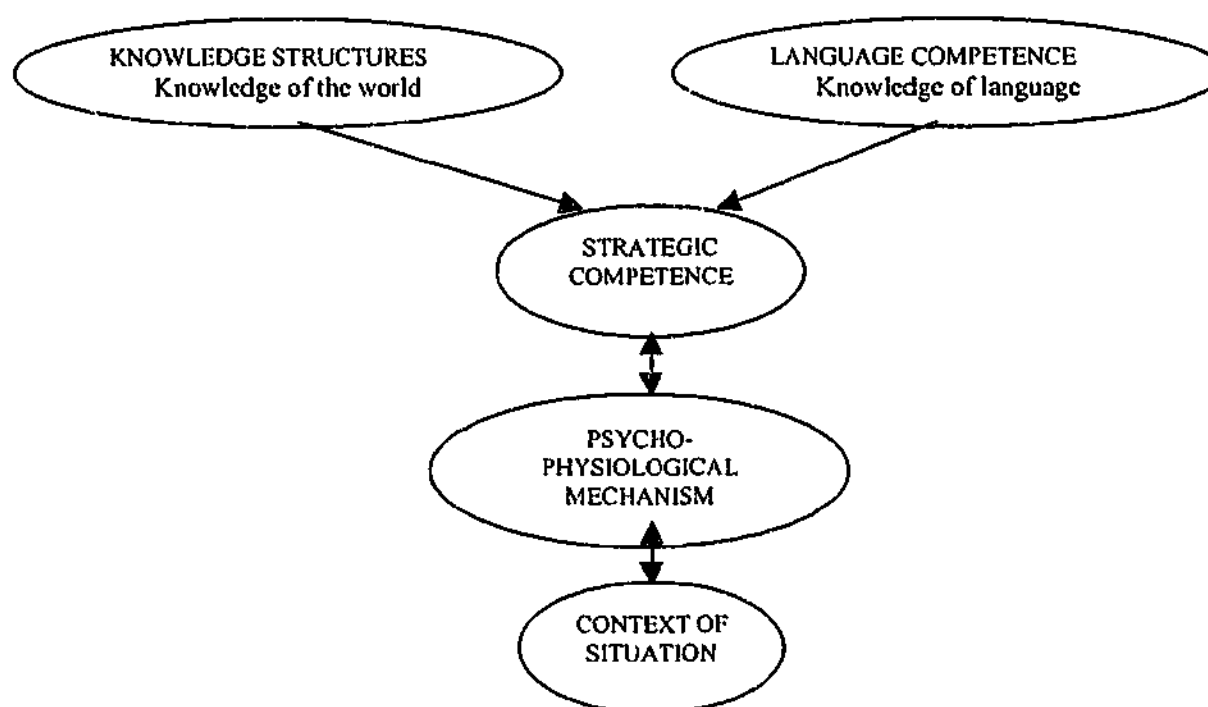 KNOWLEDGE STRUCTURES
Knowledge of the world
LANGUAGE COMPETENCE
Knowledge of language
STRATEGIC
COMPETENCE
PSYCHO-
PHYSIOLOGICAL
MECHANISM
CONTEXT OF
SITUATION